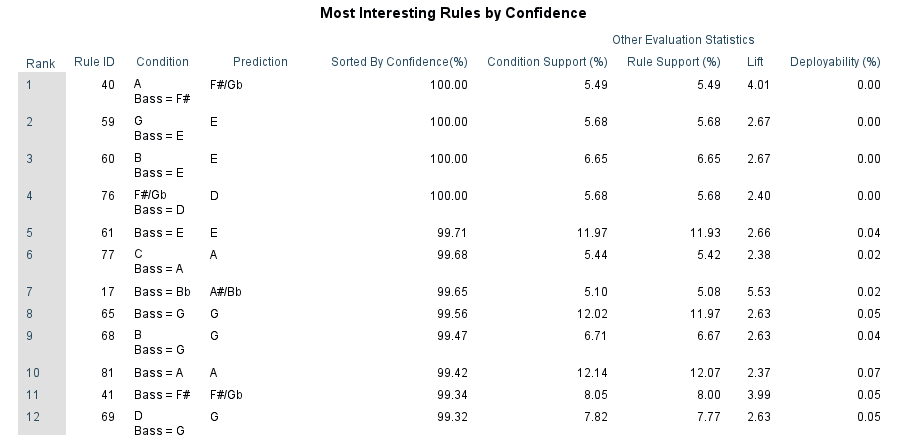 Most Interesting Rules by Confidence
Other Evaluation Statistics
Rank Rule ID Condition Prediction Sorted By Confidence(%) Condition Support (%) Rule Support (%) Lift Deployability (%)
1 40 A F#/Gb 100.00 5.49 5.49 4.01 0.00
Bass = F#
2 59 G E 100.00 5.68 5.68 2.67 0.00
Bass = E
3 60 B E 100.00 6.65 6.65 2.67 0.00
Bass = E
4 76 F#/Gb D 100.00 5.68 5.68 2.40 0.00
Bass = D
5 61 Bass = E E 99.71 11.97 11.93 2.66 0.04
6 77 C A 99.68 5.44 5.42 2.38 0.02
Bass = A
7 17 Bass = Bb A#/Bb 99.65 5.10 5.08 5.53 0.02
8 65 Bass = G G 99.56 12.02 11.97 2.63 0.05
9 68 B G 99.47 6.71 6.67 2.63 0.04
Bass = G
10 81 Bass = A A 99.42 12.14 12.07 2.37 0.07
11 41 Bass = F# F#/Gb 99.34 8.05 8.00 3.99 0.05
12 69 D G 99.32 7.82 7.77 2.63 0.05
Bass = G